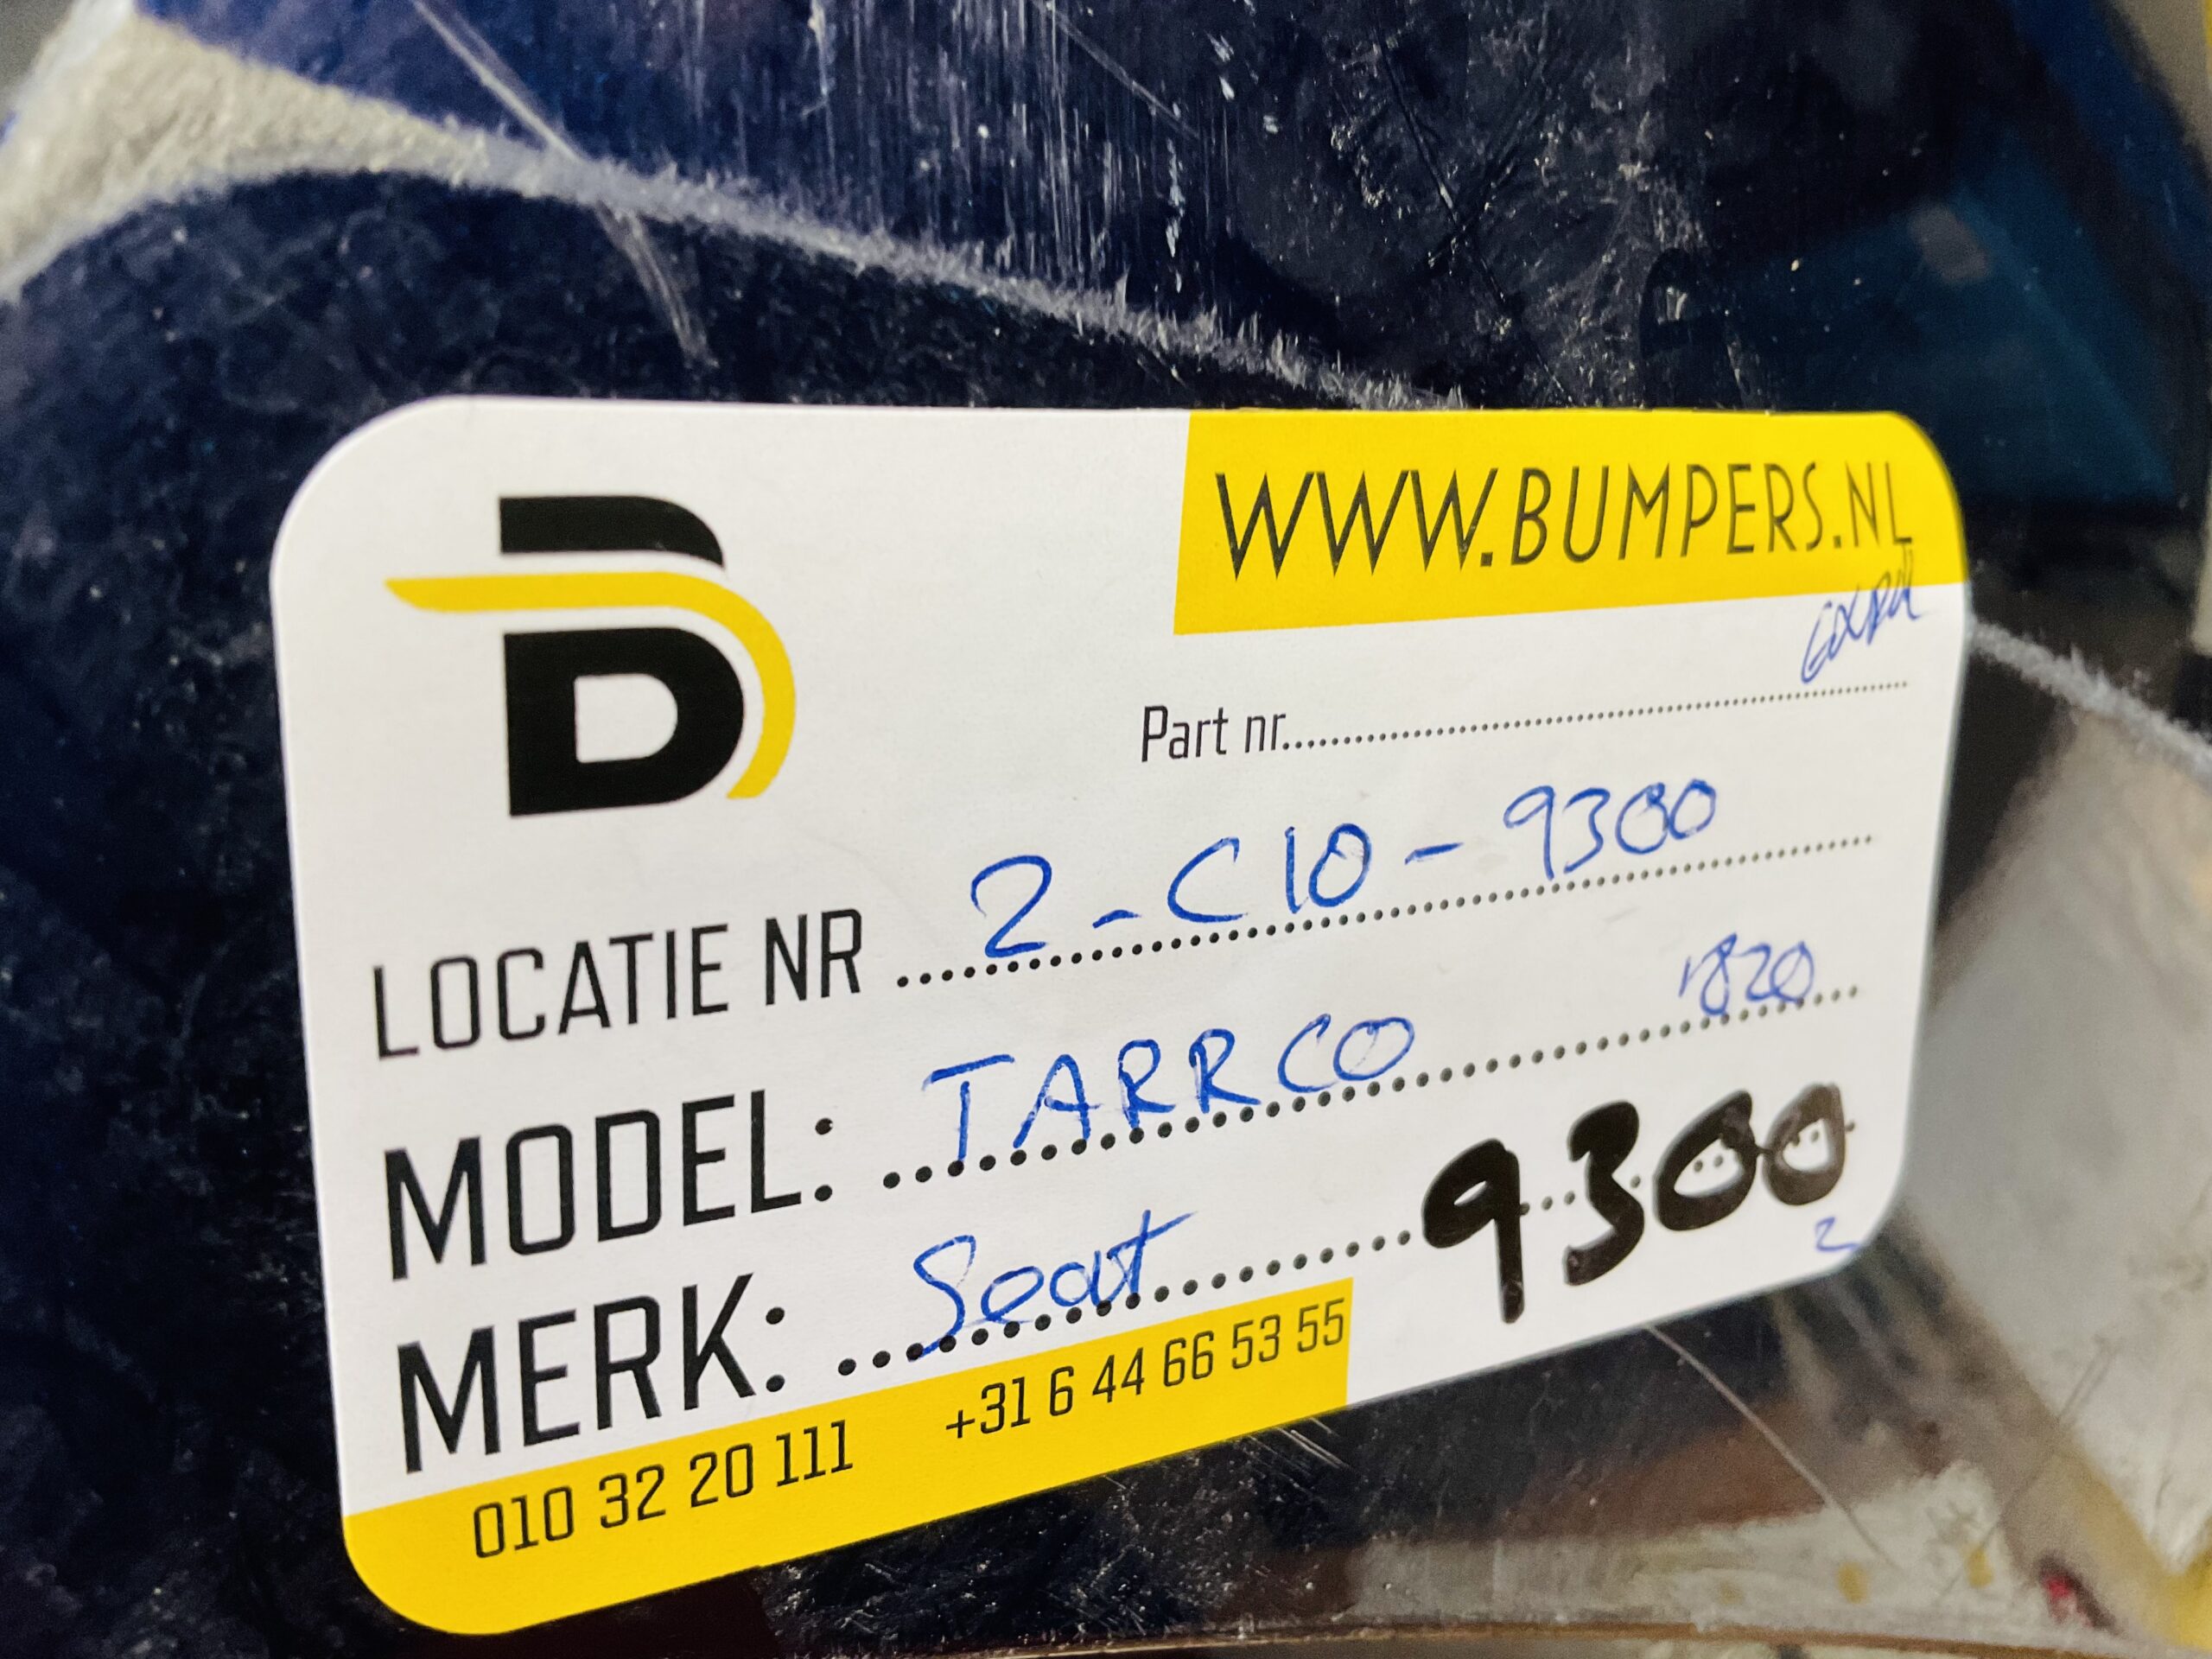 WWW.BUMPERS.NL
Part nr.
LOCATIE NR 2-C10-9300
1820
MODEL: TARRCO
MERK: Seat 9300
2
010 32 20 111 +31 6 44 66 53 55